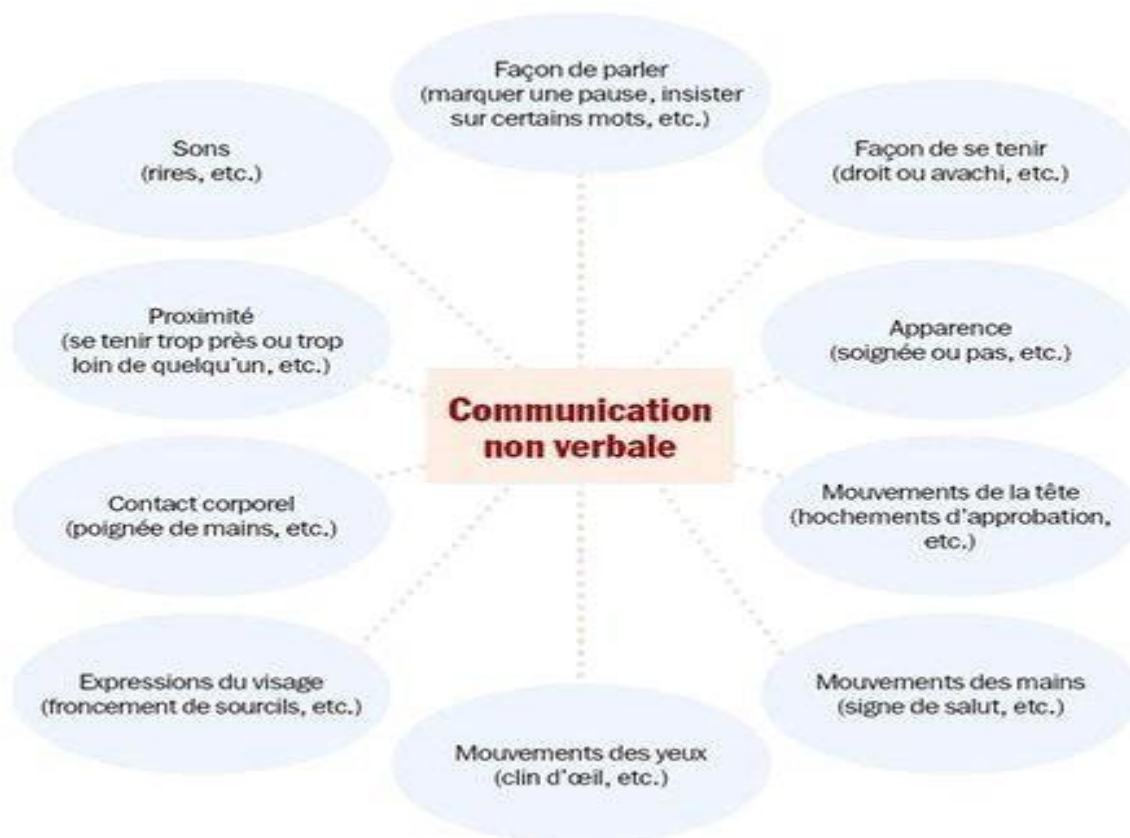 Façon de parler
(marquer une pause, insister
sur certains mots, etc.)
Sons
(rires, etc.)
Façon de se tenir
(droit ou avachi, etc.)
Proximité
(se tenir trop près ou trop
loin de quelqu'un, etc.)
Apparence
(soignée ou pas, etc.)
Communication
non verbale
Contact corporel
(poignée de mains, etc.)
Mouvements de la tête
(hochements d'approbation,
etc.)
Expressions du visage
(froncement de sourcils, etc.)
Mouvements des mains
(signe de salut, etc.)
Mouvements des yeux
(clin d'œil, etc.)